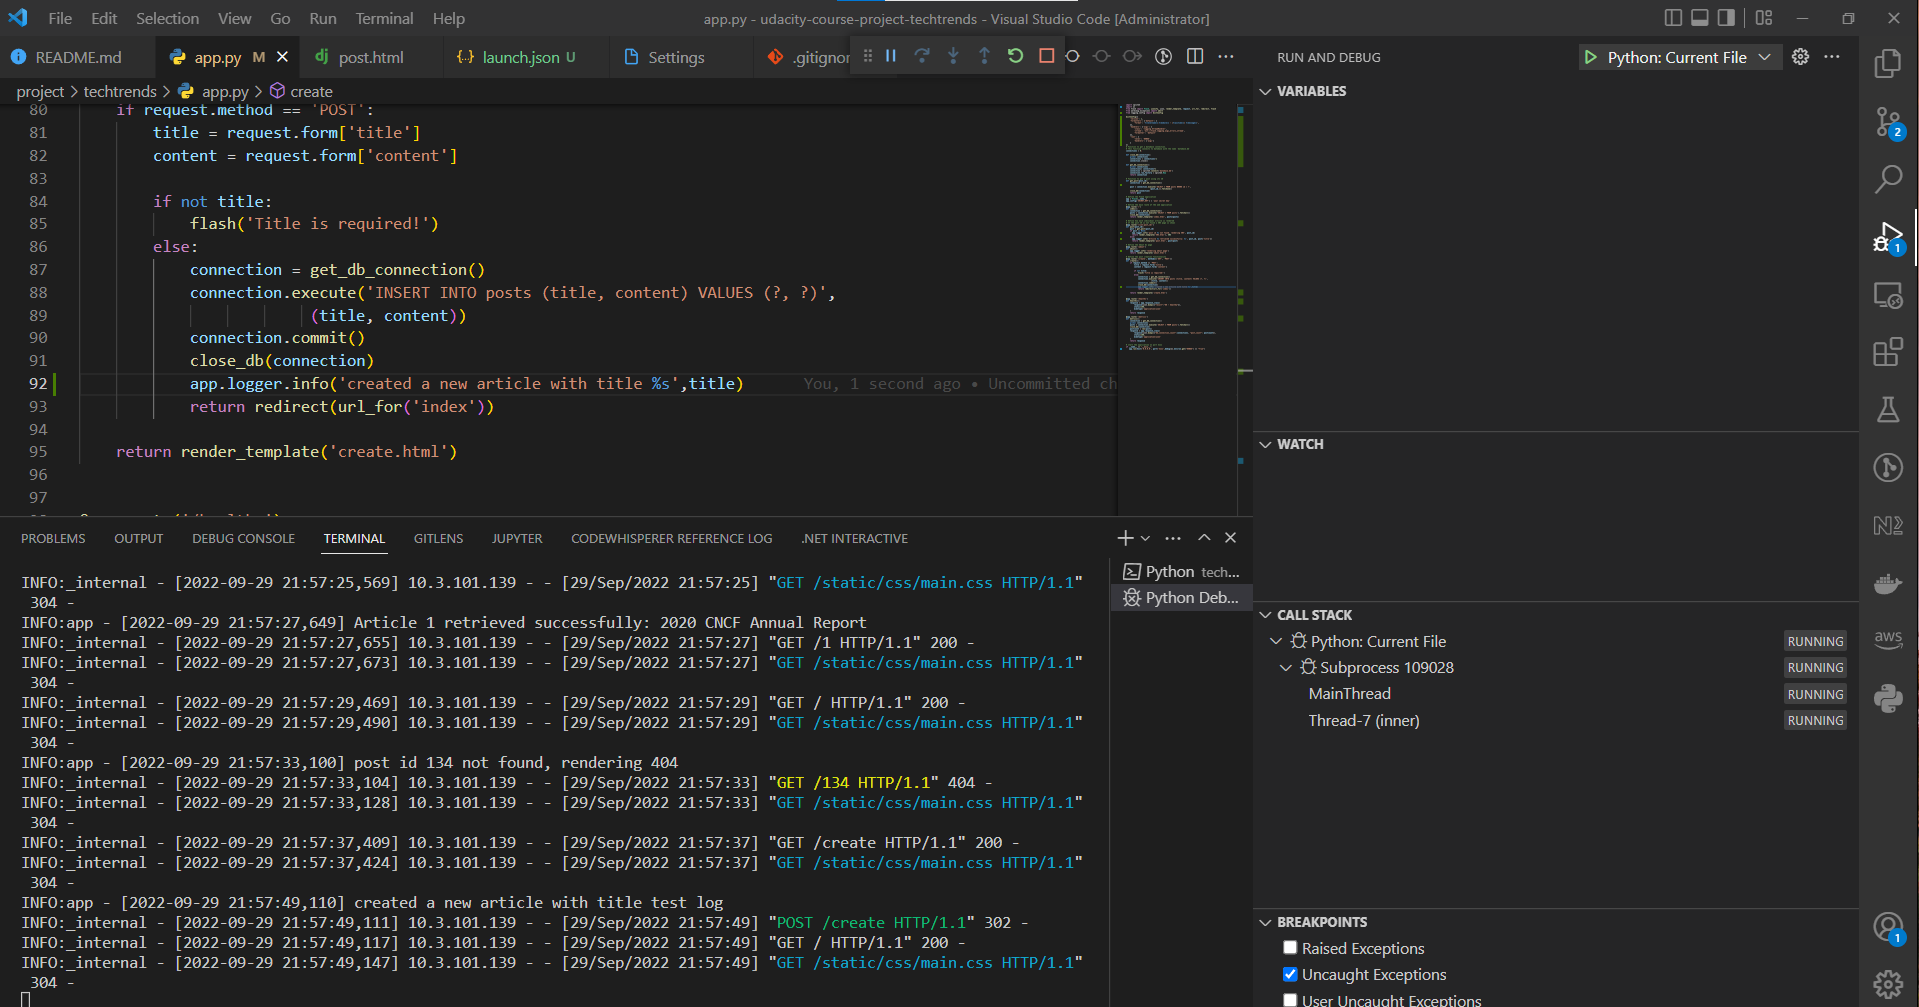 File Edit Selection View Go Run Terminal Help
app.py - udacity-course-project-techtrends - Visual Studio Code [Administrator]
README.md
app.py M
post.html
launch.json U
Settings
.gitignor
project > techtrends > app.py > create
80 if request.method == 'POST':
81 title = request.form['title']
82 content = request.form['content']
83
84 if not title:
85 flash('Title is required!')
86 else:
87 connection = get_db_connection()
88 connection.execute('INSERT INTO posts (title, content) VALUES (?, ?)',
89 (title, content))
90 connection.commit()
91 close_db(connection)
92 app.logger.info('created a new article with title %s',title) You, 1 second ago • Uncommitted ch
93 return redirect(url_for('index'))
94
95 return render_template('create.html')
96
97
PROBLEMS OUTPUT DEBUG CONSOLE TERMINAL GITLENS JUPYTER CODEWHISPERER REFERENCE LOG .NET INTERACTIVE
INFO:_internal - [2022-09-29 21:57:25,569] 10.3.101.139 - - [29/Sep/2022 21:57:25] "GET /static/css/main.css HTTP/1.1"
304 -
INFO:app - [2022-09-29 21:57:27,649] Article 1 retrieved successfully: 2020 CNCF Annual Report
INFO:_internal - [2022-09-29 21:57:27,655] 10.3.101.139 - - [29/Sep/2022 21:57:27] "GET /1 HTTP/1.1" 200 -
INFO:_internal - [2022-09-29 21:57:27,673] 10.3.101.139 - - [29/Sep/2022 21:57:27] "GET /static/css/main.css HTTP/1.1"
304 -
INFO:_internal - [2022-09-29 21:57:29,469] 10.3.101.139 - - [29/Sep/2022 21:57:29] "GET / HTTP/1.1" 200 -
INFO:_internal - [2022-09-29 21:57:29,490] 10.3.101.139 - - [29/Sep/2022 21:57:29] "GET /static/css/main.css HTTP/1.1"
304 -
INFO:app - [2022-09-29 21:57:33,100] post id 134 not found, rendering 404
INFO:_internal - [2022-09-29 21:57:33,104] 10.3.101.139 - - [29/Sep/2022 21:57:33] "GET /134 HTTP/1.1" 404 -
INFO:_internal - [2022-09-29 21:57:33,128] 10.3.101.139 - - [29/Sep/2022 21:57:33] "GET /static/css/main.css HTTP/1.1"
304 -
INFO:_internal - [2022-09-29 21:57:37,409] 10.3.101.139 - - [29/Sep/2022 21:57:37] "GET /create HTTP/1.1" 200 -
INFO:_internal - [2022-09-29 21:57:37,424] 10.3.101.139 - - [29/Sep/2022 21:57:37] "GET /static/css/main.css HTTP/1.1"
304 -
INFO:app - [2022-09-29 21:57:49,110] created a new article with title test log
INFO:_internal - [2022-09-29 21:57:49,111] 10.3.101.139 - - [29/Sep/2022 21:57:49] "POST /create HTTP/1.1" 302 -
INFO:_internal - [2022-09-29 21:57:49,117] 10.3.101.139 - - [29/Sep/2022 21:57:49] "GET / HTTP/1.1" 200 -
INFO:_internal - [2022-09-29 21:57:49,147] 10.3.101.139 - - [29/Sep/2022 21:57:49] "GET /static/css/main.css HTTP/1.1"
304 -
Python tech...
Python Deb...
RUN AND DEBUG
Python: Current File
VARIABLES
WATCH
CALL STACK
Python: Current File RUNNING
Subprocess 109028 RUNNING
MainThread RUNNING
Thread-7 (inner) RUNNING
BREAKPOINTS
Raised Exceptions
Uncaught Exceptions
User Uncaught Exceptions
2
1
aws
1